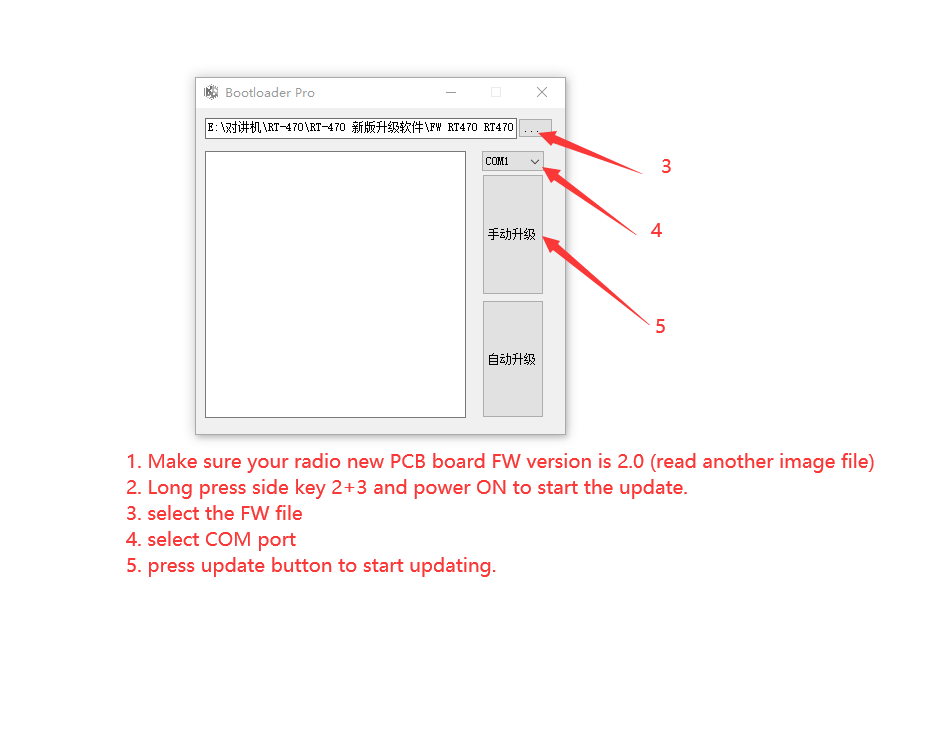 Bootloader Pro
E:\对讲机\RT-470\RT-470 新版升级软件\FW RT470 RT470
...
COM1
3
4
手动升级
5
自动升级
1. Make sure your radio new PCB board FW version is 2.0 (read another image file)
2. Long press side key 2+3 and power ON to start the update.
3. select the FW file
4. select COM port
5. press update button to start updating.